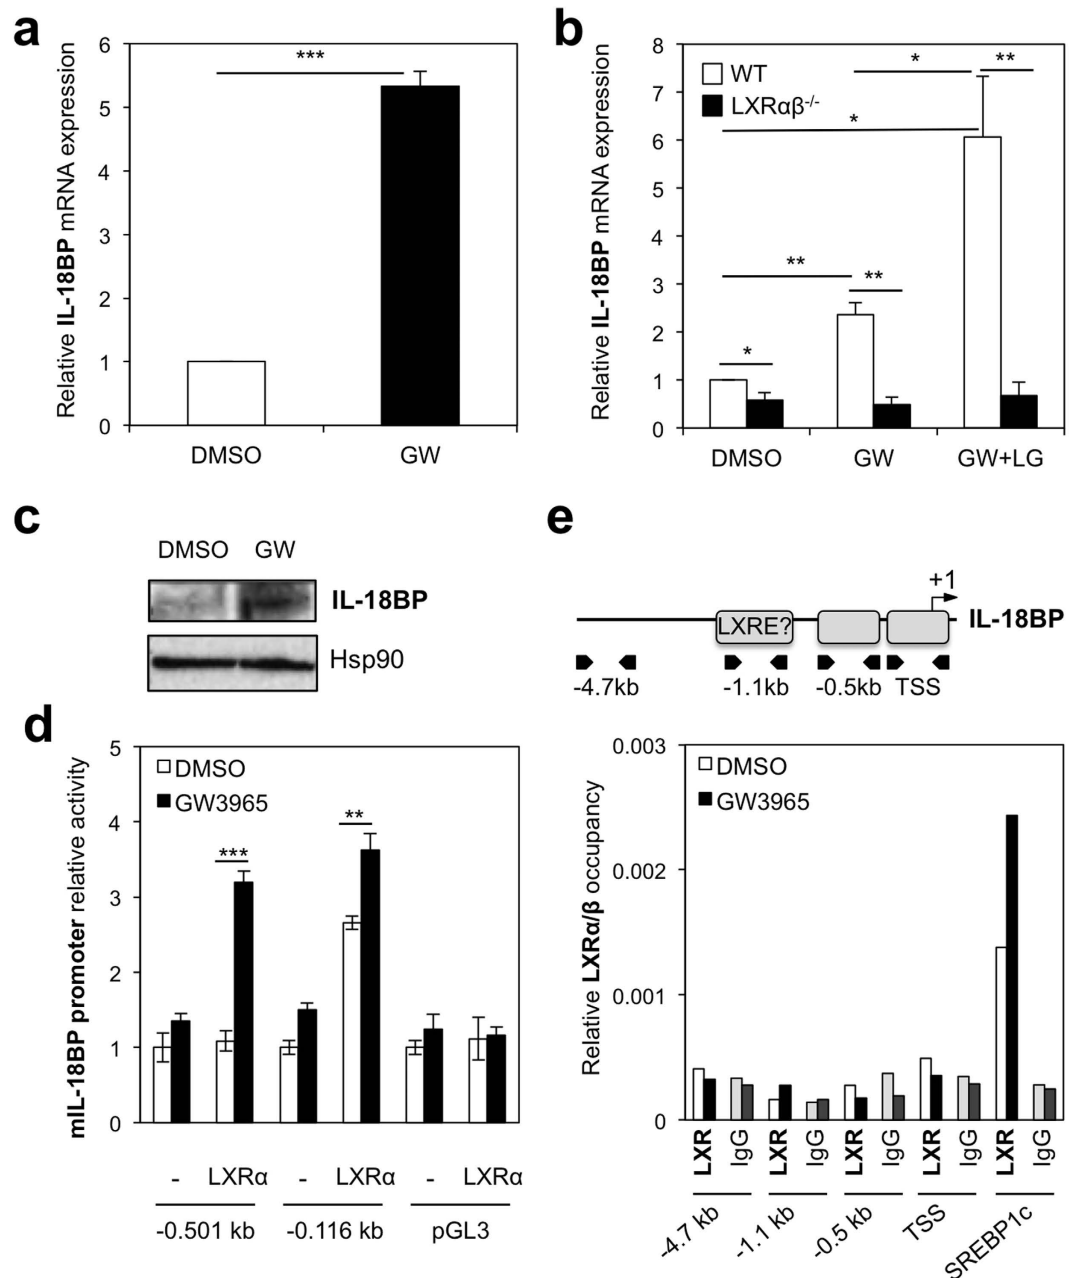 a
Relative IL-18BP mRNA expression
6
5
4
3
2
1
0
***
DMSO
GW
b
Relative IL-18BP mRNA expression
8
7
6
5
4
3
2
1
0
WT
LXRαβ-/-
*
**
*
**
**
*
DMSO
GW
GW+LG
c
DMSO GW
IL-18BP
Hsp90
d
mIL-18BP promoter relative activity
5
4
3
2
1
0
DMSO
GW3965
***
**
- LXRα - LXRα - LXRα
-0.501 kb -0.116 kb pGL3
e
+1
LXRE?
IL-18BP
-4.7kb -1.1kb -0.5kb TSS
Relative LXRα/β occupancy
0.003
0.002
0.001
0
DMSO
GW3965
LXR IgG LXR IgG LXR IgG LXR IgG LXR IgG
-4.7 kb -1.1 kb -0.5 kb TSS SREBP1c